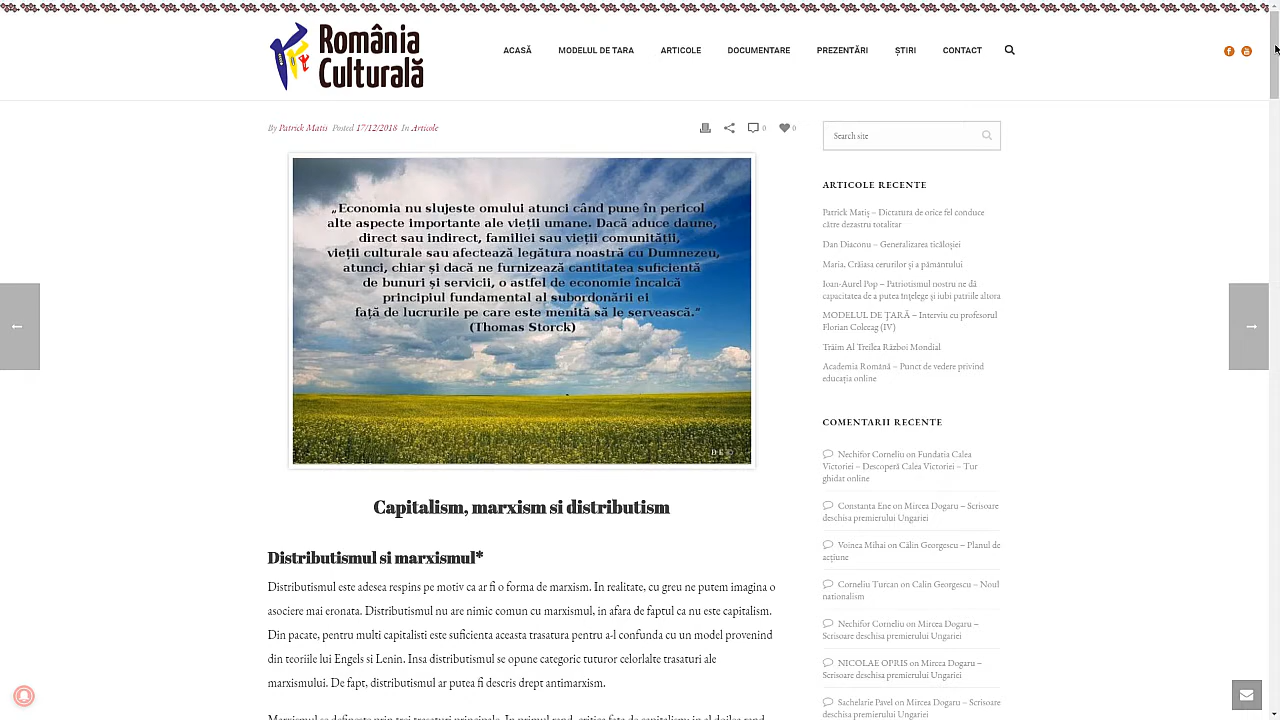 România
Culturală
ACASĂ
MODELUL DE TARA
ARTICOLE
DOCUMENTARE
PREZENTĂRI
ȘTIRI
CONTACT
By Patrick Matis Posted 17/12/2018 In Articole
0
0
„Economia nu slujeste omului atunci când pune în pericol
alte aspecte importante ale vieții umane. Dacă aduce daune,
direct sau indirect, familiei sau vieții comunității,
vieții culturale sau afectează legătura noastră cu Dumnezeu,
atunci, chiar și dacă ne furnizează cantitatea suficientă
de bunuri și servicii, o astfel de economie încalcă
principiul fundamental al subordonării ei
față de lucrurile pe care este menită să le servească.”
(Thomas Storck)
Capitalism, marxism si distributism
Distributismul si marxismul*
Distributismul este adesea respins pe motiv ca ar fi o forma de marxism. In realitate, cu greu ne putem imagina o
asociere mai eronata. Distributismul nu are nimic comun cu marxismul, in afara de faptul ca nu este capitalism.
Din pacate, pentru multi capitalisti este suficienta aceasta trasatura pentru a-l confunda cu un model provenind
din teoriile lui Engels si Lenin. Insa distributismul se opune categoric tuturor celorlalte trasaturi ale
marxismului. De fapt, distributismul ar putea fi descris drept antimarxism.
Search site
ARTICOLE RECENTE
Patrick Matiș – Dictatura de orice fel conduce
către dezastru totalitar
Dan Diaconu – Generalizarea ticăloșiei
Maria, Crăiasa cerurilor și a pământului
Ioan-Aurel Pop – Patriotismul nostru ne dă
capacitatea de a putea înțelege și iubi patriile altora
MODELUL DE ȚARĂ – Interviu cu profesorul
Florian Colceag (IV)
Trăim Al Treilea Război Mondial
Academia Română – Punct de vedere privind
educația online
COMENTARII RECENTE
Nechifor Corneliu on Fundatia Calea
Victoriei – Descoperă Calea Victoriei – Tur
ghidat online
Constanta Ene on Mircea Dogaru – Scrisoare
deschisa premierului Ungariei
Voinea Mihai on Călin Georgescu – Planul de
acțiune
Corneliu Turcan on Calin Georgescu – Noul
nationalism
Nechifor Corneliu on Mircea Dogaru –
Scrisoare deschisa premierului Ungariei
NICOLAE OPRIS on Mircea Dogaru –
Scrisoare deschisa premierului Ungariei
Sachelarie Pavel on Mircea Dogaru – Scrisoare
deschisa premierului Ungariei